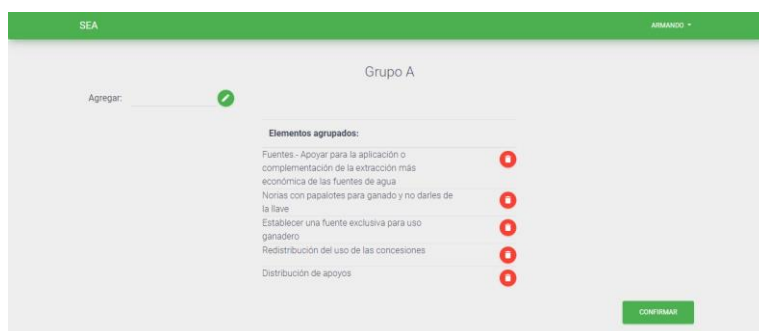 SEA
ARMANDO
Grupo A
Agregar:
Elementos agrupados:
Fuentes.- Apoyar para la aplicación o
complementación de la extracción más
económica de las fuentes de agua
Norias con papalotes para ganado y no darles de
la llave
Establecer una fuente exclusiva para uso
ganadero
Redistribución del uso de las concesiones
Distribución de apoyos
CONFIRMAR